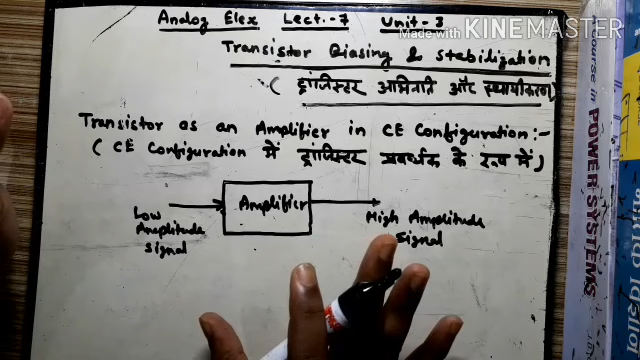 Analog Elex Lect.-7 Unit-3
Made with KINEMASTER
Transistor Biasing & Stabilization
( ट्रांजिस्टर अभिनति और स्थायीकरण)
Transistor as an Amplifier in CE Configuration:-
( CE Configuration में ट्रांजिस्टर प्रवर्धक के रूप में)
Low Amplitude Signal
Amplifier
High Amplitude Signal
Course in POWER SYSTEMS